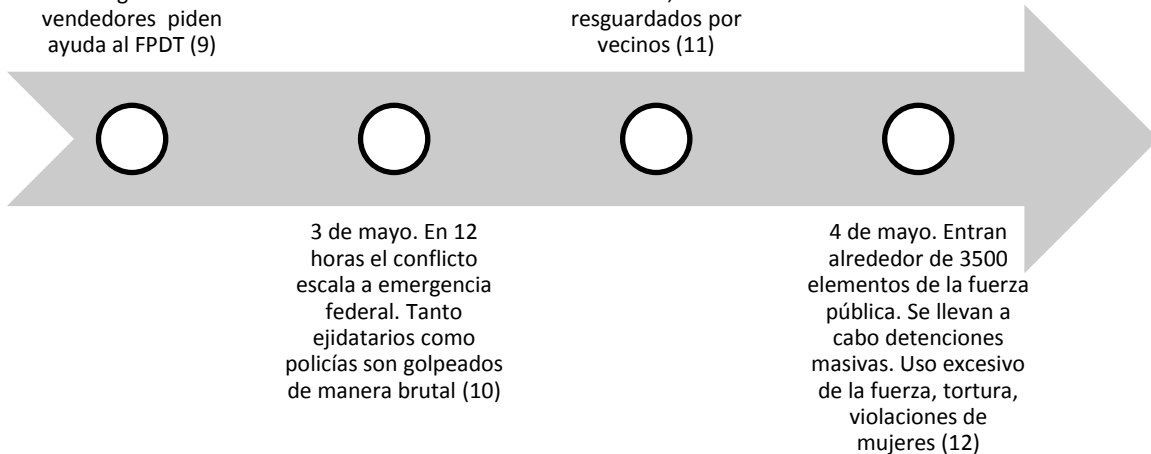 vendedores piden
ayuda al FPDT (9)
resguardados por
vecinos (11)
3 de mayo. En 12
horas el conflicto
escala a emergencia
federal. Tanto
ejidatarios como
policías son golpeados
de manera brutal (10)
4 de mayo. Entran
alrededor de 3500
elementos de la fuerza
pública. Se llevan a
cabo detenciones
masivas. Uso excesivo
de la fuerza, tortura,
violaciones de
mujeres (12)